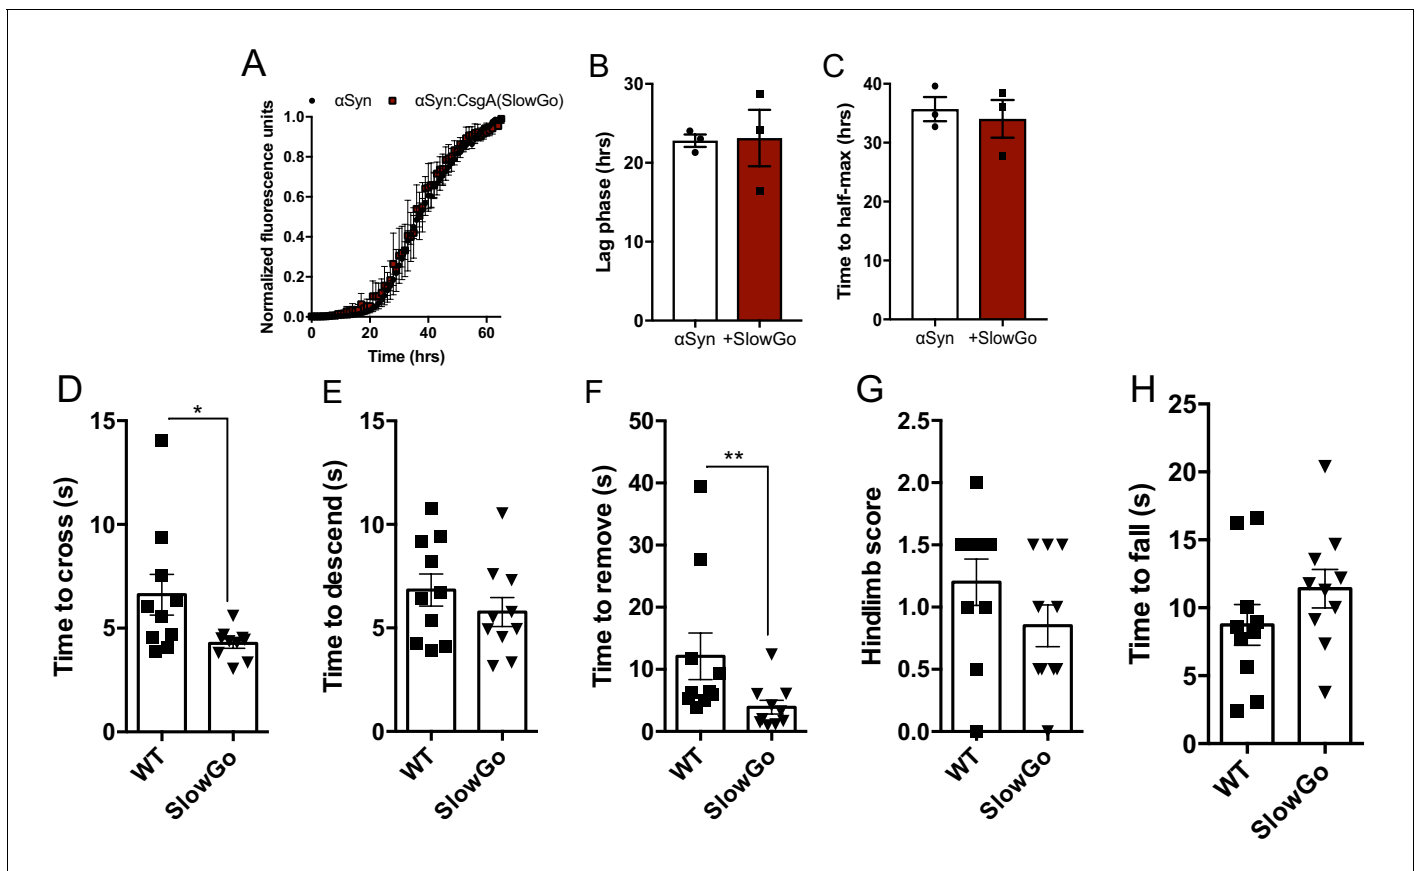 A
αSyn αSyn:CsgA(SlowGo)
Normalized fluorescence units
1.0
0.8
0.6
0.4
0.2
0.0
0 20 40 60
Time (hrs)
B
Lag phase (hrs)
30
20
10
0
αSyn +SlowGo
C
Time to half-max (hrs)
40
30
20
10
0
αSyn +SlowGo
D
Time to cross (s)
15
10
5
0
*
WT SlowGo
E
Time to descend (s)
15
10
5
0
WT SlowGo
F
Time to remove (s)
50
40
30
20
10
0
**
WT SlowGo
G
Hindlimb score
2.5
2.0
1.5
1.0
0.5
0.0
WT SlowGo
H
Time to fall (s)
25
20
15
10
5
0
WT SlowGo